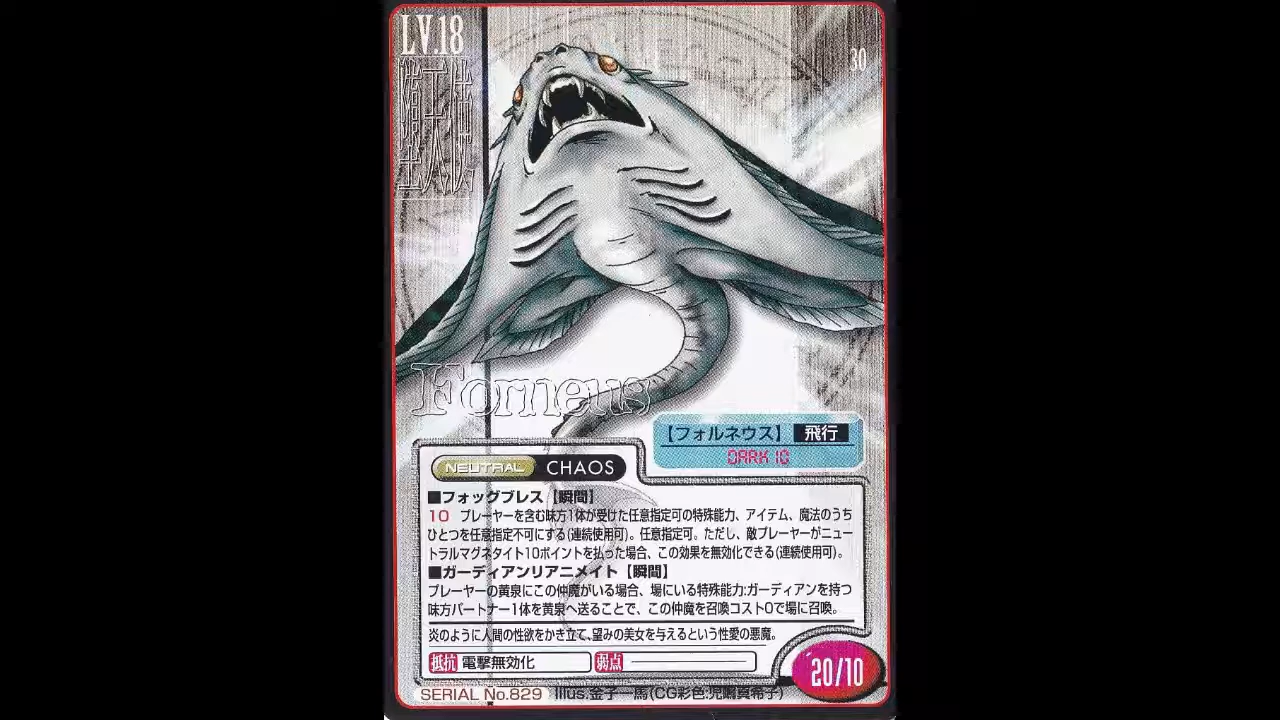 LV.18
30
堕天使
Forneus
【フォルネウス】 飛行
DARK 10
NEUTRAL CHAOS
■フォッグブレス【瞬間】
10 プレーヤーを含む味方1体が受けた任意指定可の特殊能力、アイテム、魔法のうち
ひとつを任意指定不可にする(連続使用可)。任意指定可。ただし、敵プレーヤーがニュー
トラルマグネタイト10ポイントを払った場合、この効果を無効化できる(連続使用可)。
■ガーディアンリアニメイト【瞬間】
プレーヤーの黄泉にこの仲魔がいる場合、場にいる特殊能力:ガーディアンを持つ
味方パートナー1体を黄泉へ送ることで、この仲魔を召喚コスト0で場に召喚。
炎のように人間の性欲をかき立て、望みの美女を与えるという性愛の悪魔。
抵抗 電撃無効化 弱点
20/10
SERIAL No.829 Illus.金子一馬(CG彩色:児嶋真希子)